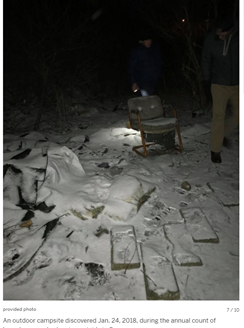 provided photo
7 / 10
An outdoor campsite discovered Jan. 24, 2018, during the annual count of